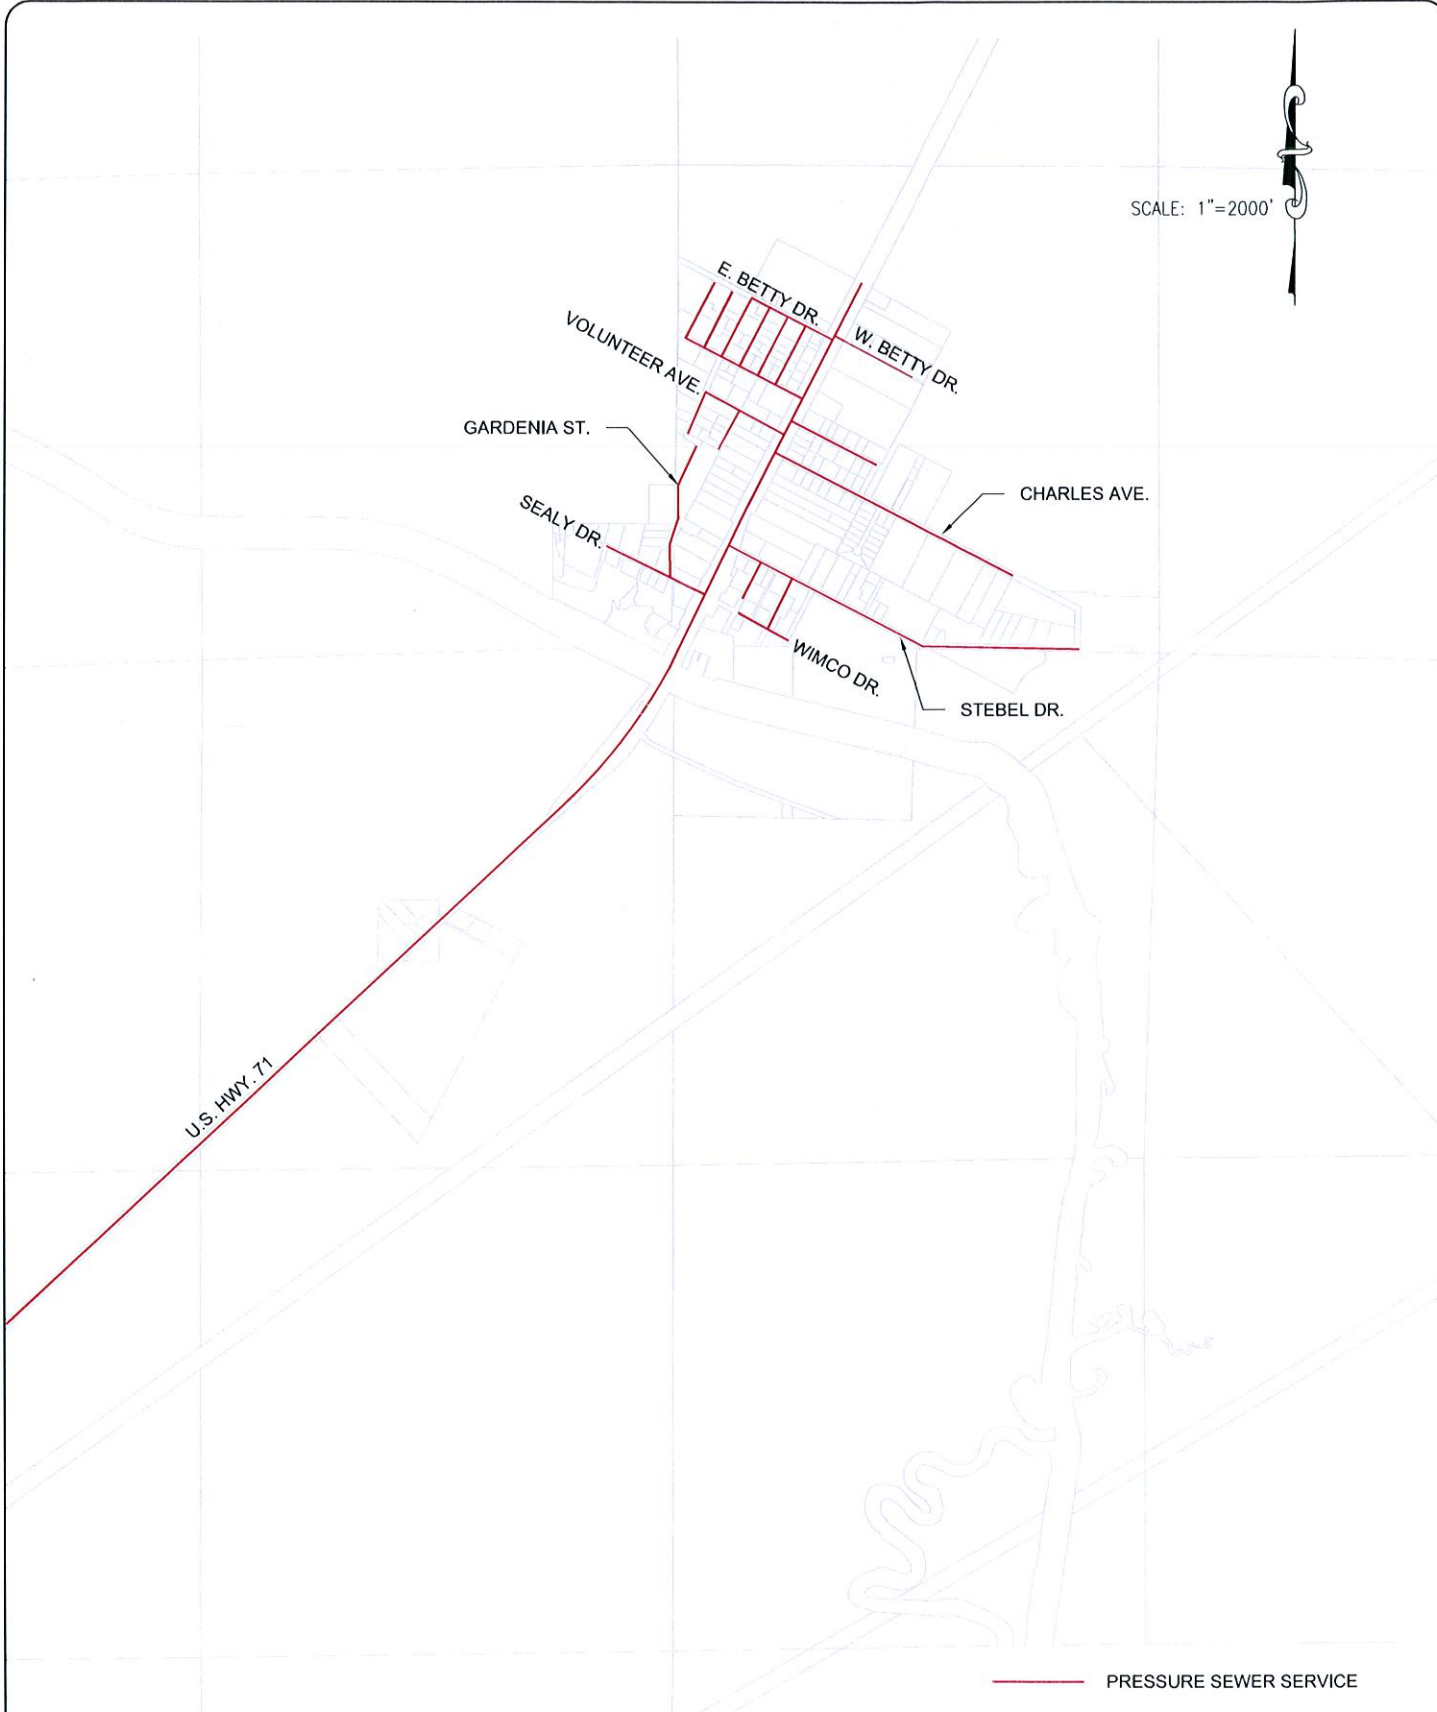 SCALE: 1"=2000'
E. BETTY DR.
VOLUNTEER AVE.
W. BETTY DR.
GARDENIA ST.
CHARLES AVE.
SEALY DR.
WIMCO DR.
STEBEL DR.
U.S. HWY. 71
PRESSURE SEWER SERVICE